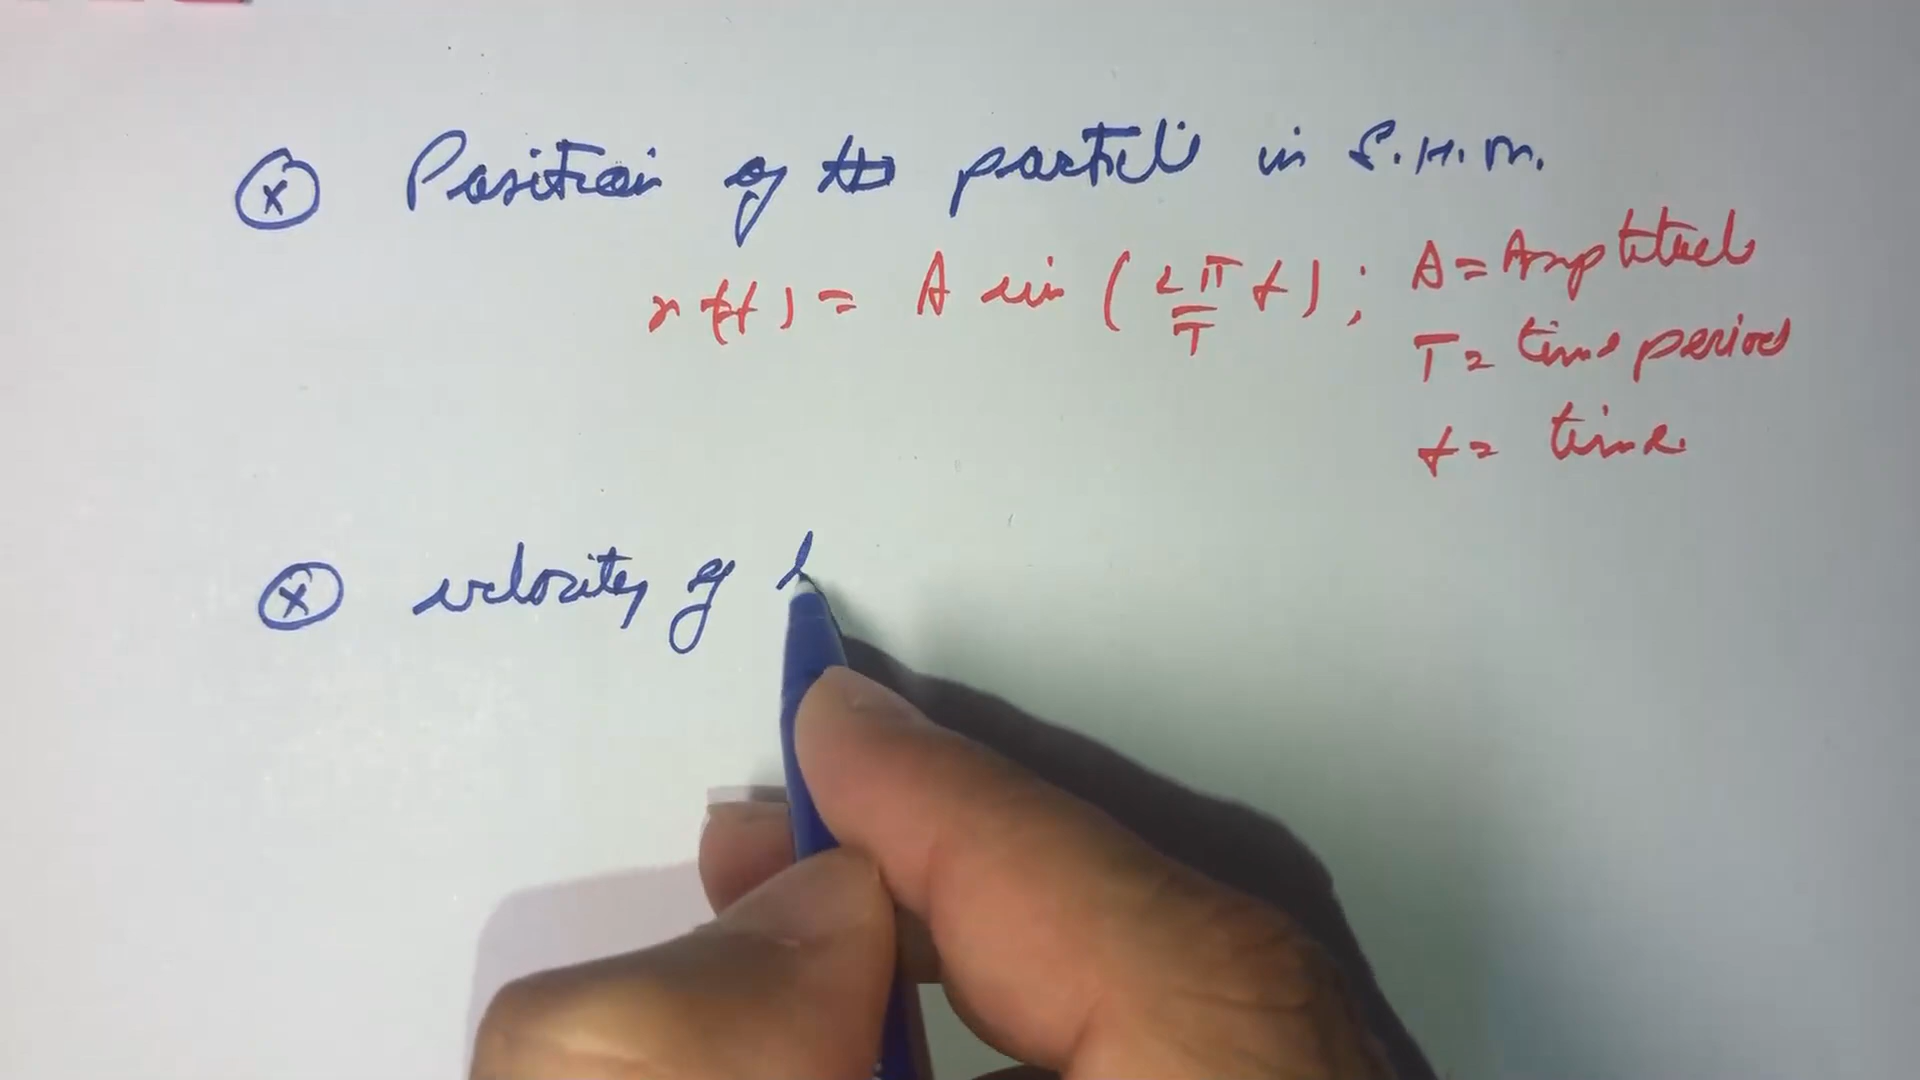 ⓧ Position of the particle in S.H.M.
x(t) = A sin (2π/T t) ; A = Amplitude
T = time period
t = time
ⓧ velocity of